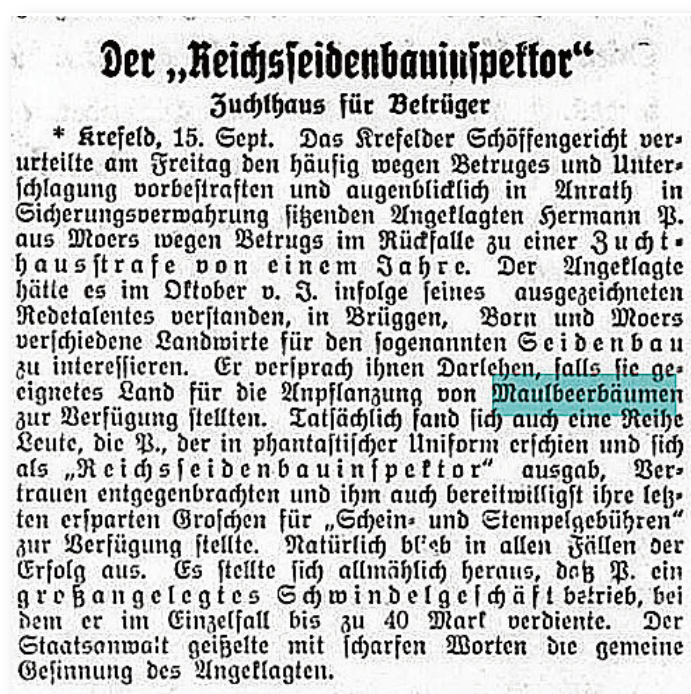 Der „Reichsseidenbauinspektor“
Zuchthaus für Betrüger
* Krefeld, 15. Sept. Das Krefelder Schöffengericht ver-
urteilte am Freitag den häufig wegen Betruges und Unter-
schlagung vorbestraften und augenblicklich in Anrath in
Sicherungsverwahrung sitzenden Angeklagten Hermann P.
aus Moers wegen Betrugs im Rückfalle zu einer Zucht-
hausstrafe von einem Jahre. Der Angeklagte
hätte es im Oktober v. J. infolge seines ausgezeichneten
Redetalentes verstanden, in Brüggen, Born und Moers
verschiedene Landwirte für den sogenannten Seidenbau
zu interessieren. Er versprach ihnen Darlehen, falls sie ge-
eignetes Land für die Anpflanzung von Maulbeerbäumen
zur Verfügung stellten. Tatsächlich fand sich auch eine Reihe
Leute, die P., der in phantastischer Uniform erschien und sich
als „Reichsseidenbauinspektor“ ausgab, Ver-
trauen entgegenbrachten und ihm auch bereitwilligst ihre letz-
ten ersparten Groschen für „Schein- und Stempelgebühren“
zur Verfügung stellte. Natürlich blieb in allen Fällen der
Erfolg aus. Es stellte sich allmählich heraus, daß P. ein
großangelegtes Schwindelgeschäft betrieb, bei
dem er im Einzelfall bis zu 40 Mark verdiente. Der
Staatsanwalt geißelte mit scharfen Worten die gemeine
Gesinnung des Angeklagten.